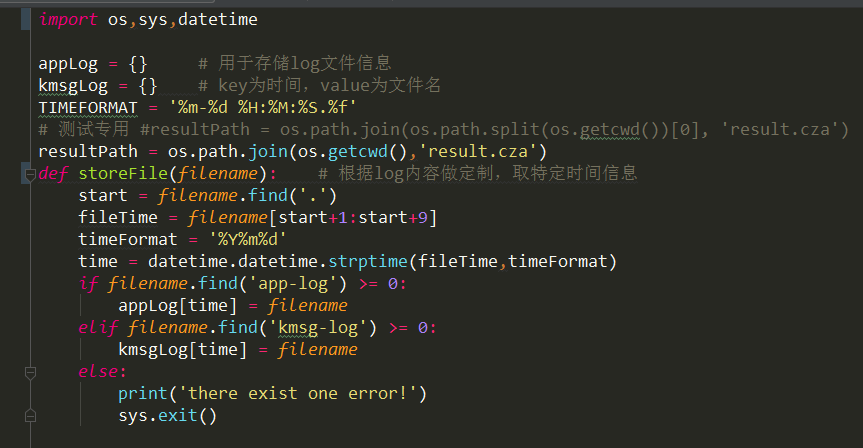 import os,sys,datetime
appLog = {}     # 用于存储log文件信息
kmsgLog = {}    # key为时间，value为文件名
TIMEFORMAT = '%m-%d %H:%M:%S.%f'
# 测试专用 #resultPath = os.path.join(os.path.split(os.getcwd())[0], 'result.cza')
resultPath = os.path.join(os.getcwd(),'result.cza')
def storeFile(filename):    # 根据log内容做定制，取特定时间信息
    start = filename.find('.')
    fileTime = filename[start+1:start+9]
    timeFormat = '%Y%m%d'
    time = datetime.datetime.strptime(fileTime,timeFormat)
    if filename.find('app-log') >= 0:
        appLog[time] = filename
    elif filename.find('kmsg-log') >= 0:
        kmsgLog[time] = filename
    else:
        print('there exist one error!')
        sys.exit()